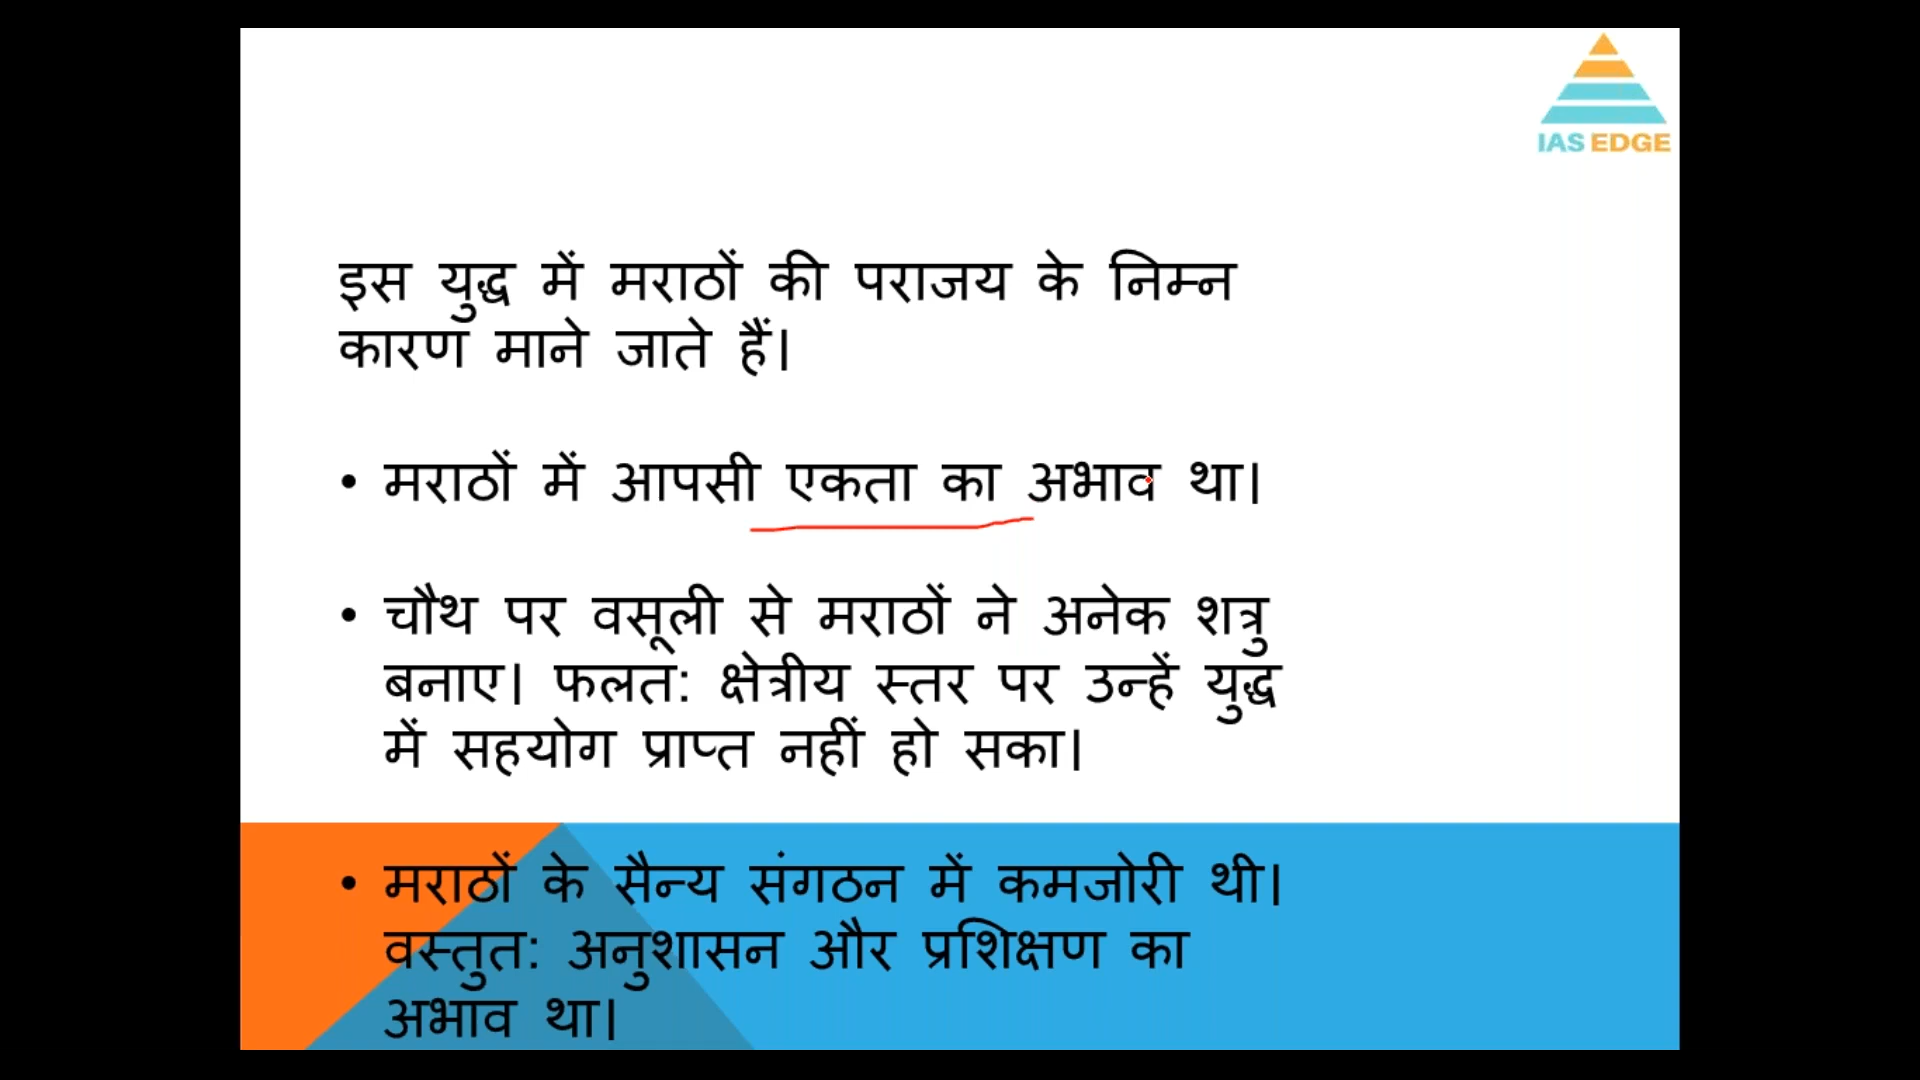 IAS EDGE
इस युद्ध में मराठों की पराजय के निम्न
कारण माने जाते हैं।
• मराठों में आपसी एकता का अभाव था।
• चौथ पर वसूली से मराठों ने अनेक शत्रु
बनाए। फलत: क्षेत्रीय स्तर पर उन्हें युद्ध
में सहयोग प्राप्त नहीं हो सका।
• मराठों के सैन्य संगठन में कमजोरी थी।
वस्तुत: अनुशासन और प्रशिक्षण का
अभाव था।